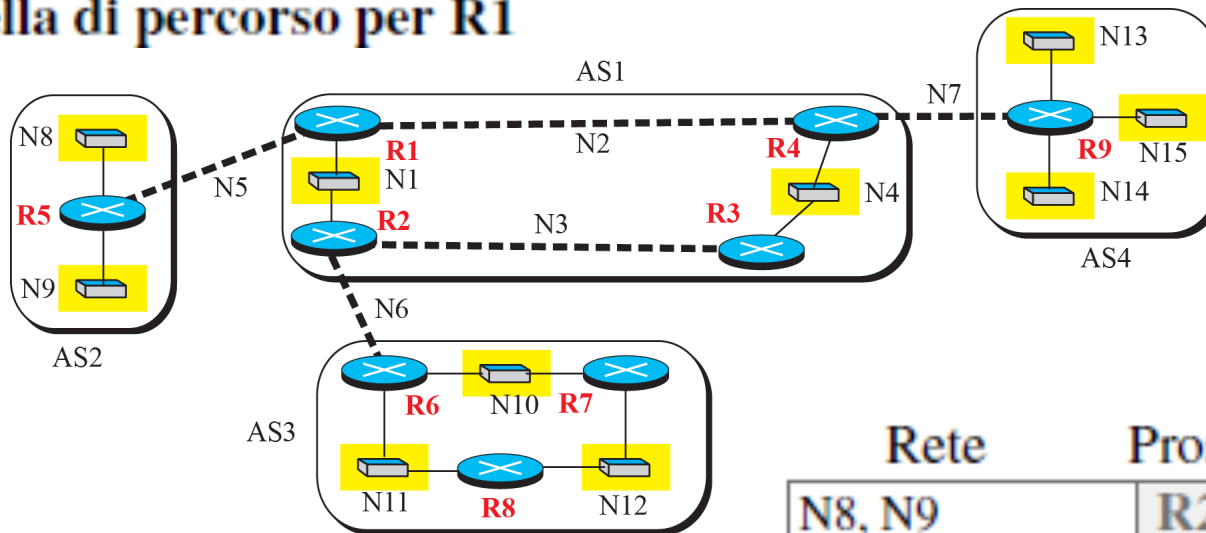 di percorso per R1
N13
AS1
N7
N8
N2
R1
R4
R9
N15
N5
N1
N4
N14
R5
R2
R3
N3
AS4
N9
N6
AS2
R6
N10
R7
AS3
Rete
N11
R8
N12
N8, N9